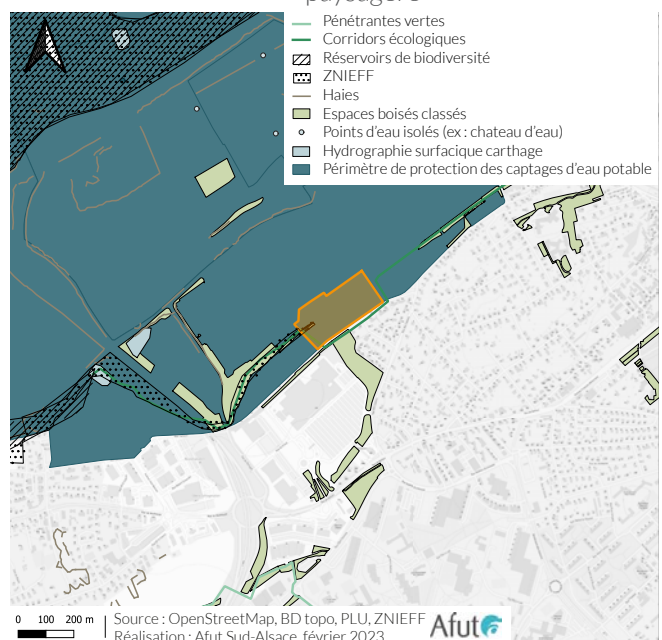 paysagère
Pénétrantes vertes
Corridors écologiques
Réservoirs de biodiversité
ZNIEFF
Haies
Espaces boisés classés
Points d'eau isolés (ex : chateau d'eau)
Hydrographie surfacique carthage
Périmètre de protection des captages d'eau potable
0 100 200 m
Source : OpenStreetMap, BD topo, PLU, ZNIEFF
Réalisation : Afut Sud-Alsace, février 2023
Afut